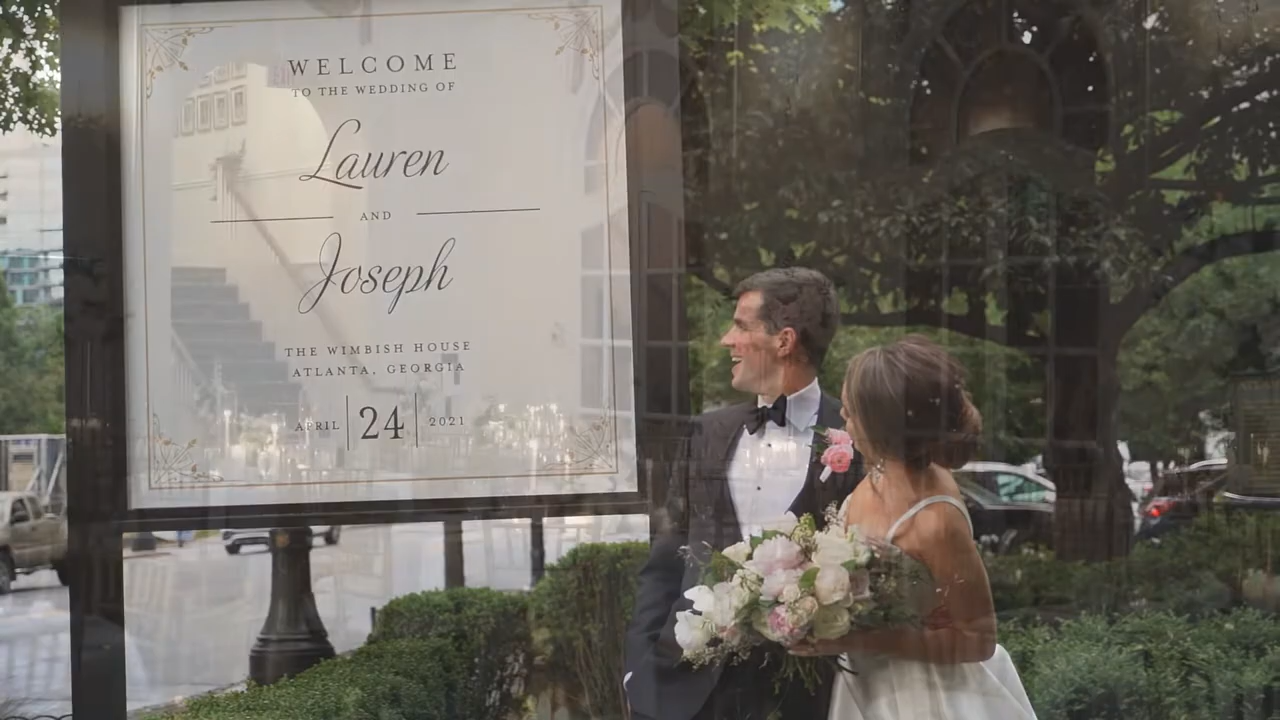 WELCOME
TO THE WEDDING OF
Lauren
AND
Joseph
THE WIMBISH HOUSE
ATLANTA, GEORGIA
APRIL 24 2021